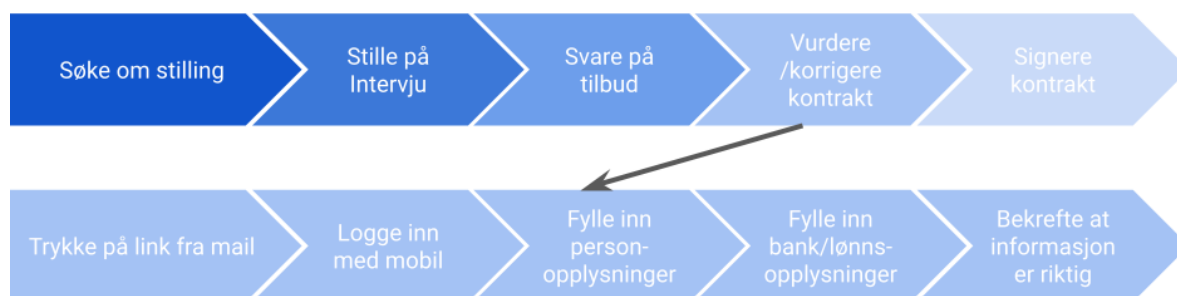 Søke om stilling
Stille på
Intervju
Svare på
tilbud
Vurdere
/korrigere
kontrakt
Signere
kontrakt
Trykke på link fra mail
Logge inn
med mobil
Fylle inn
person-
opplysninger
Fylle inn
bank/lønns-
opplysninger
Bekrefte at
informasjon
er riktig